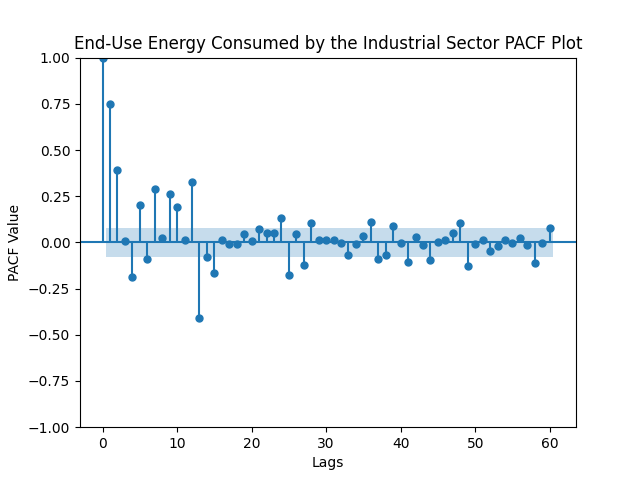 End-Use Energy Consumed by the Industrial Sector PACF Plot
1.00
0.75
0.50
0.25
0.00
−0.25
−0.50
−0.75
−1.00
PACF Value
0 10 20 30 40 50 60
Lags